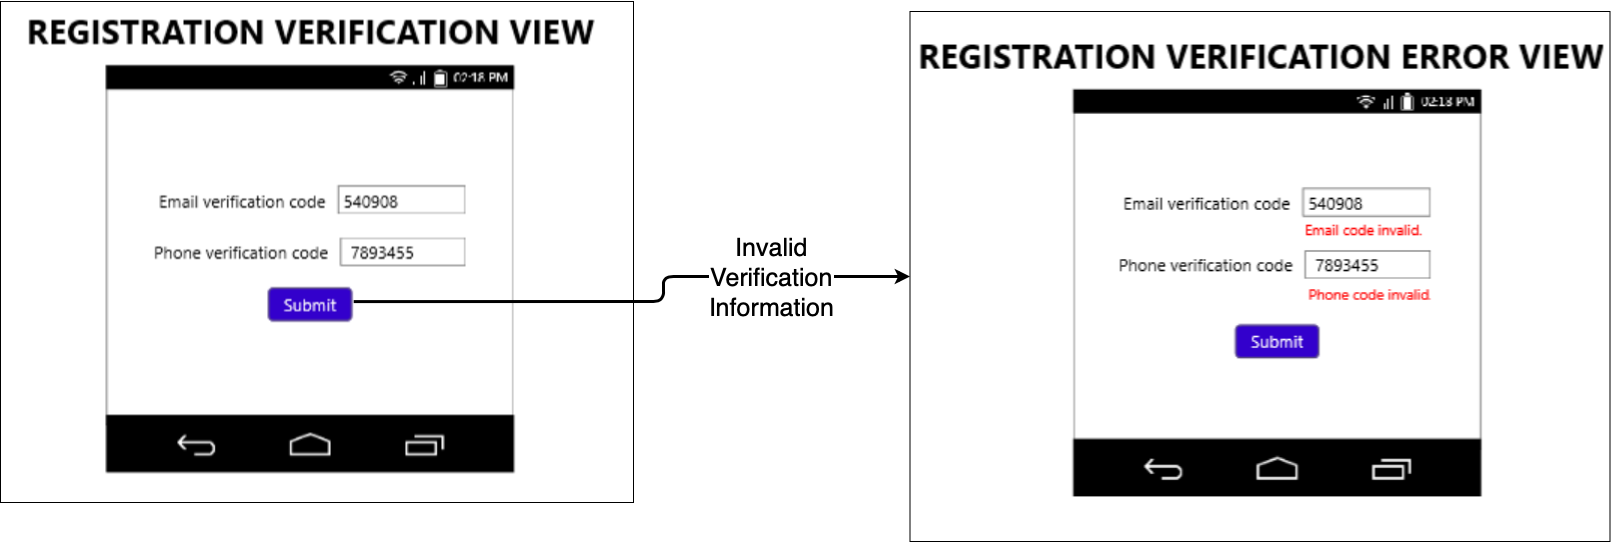 REGISTRATION VERIFICATION VIEW
02:18 PM
Email verification code 540908
Phone verification code 7893455
Submit
Invalid
Verification
Information
REGISTRATION VERIFICATION ERROR VIEW
02:18 PM
Email verification code 540908
Email code invalid.
Phone verification code 7893455
Phone code invalid.
Submit